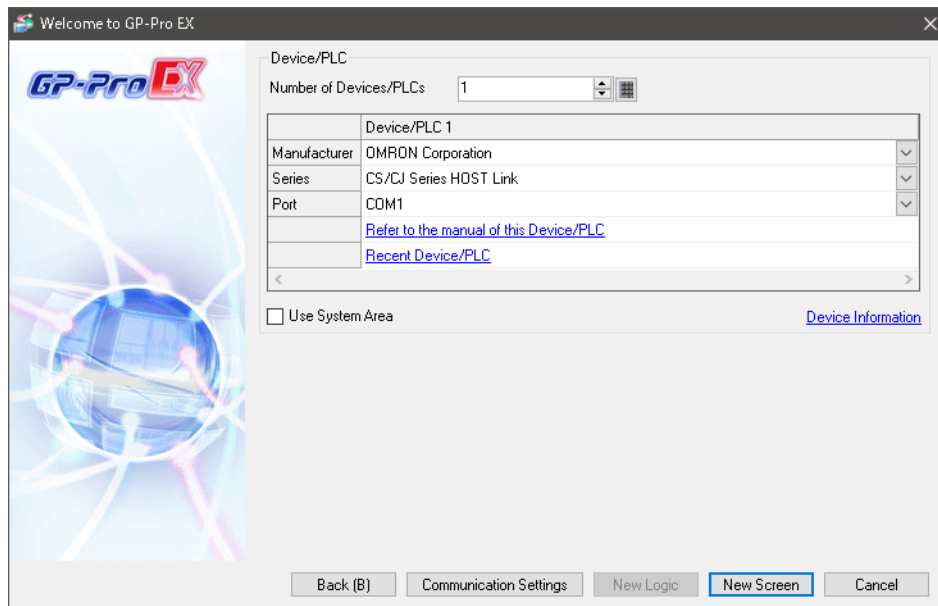 Welcome to GP-Pro EX
GP-Pro EX
Device/PLC
Number of Devices/PLCs 1
Device/PLC 1
Manufacturer OMRON Corporation
Series CS/CJ Series HOST Link
Port COM1
Refer to the manual of this Device/PLC
Recent Device/PLC
Use System Area Device Information
Back (B) Communication Settings New Logic New Screen Cancel